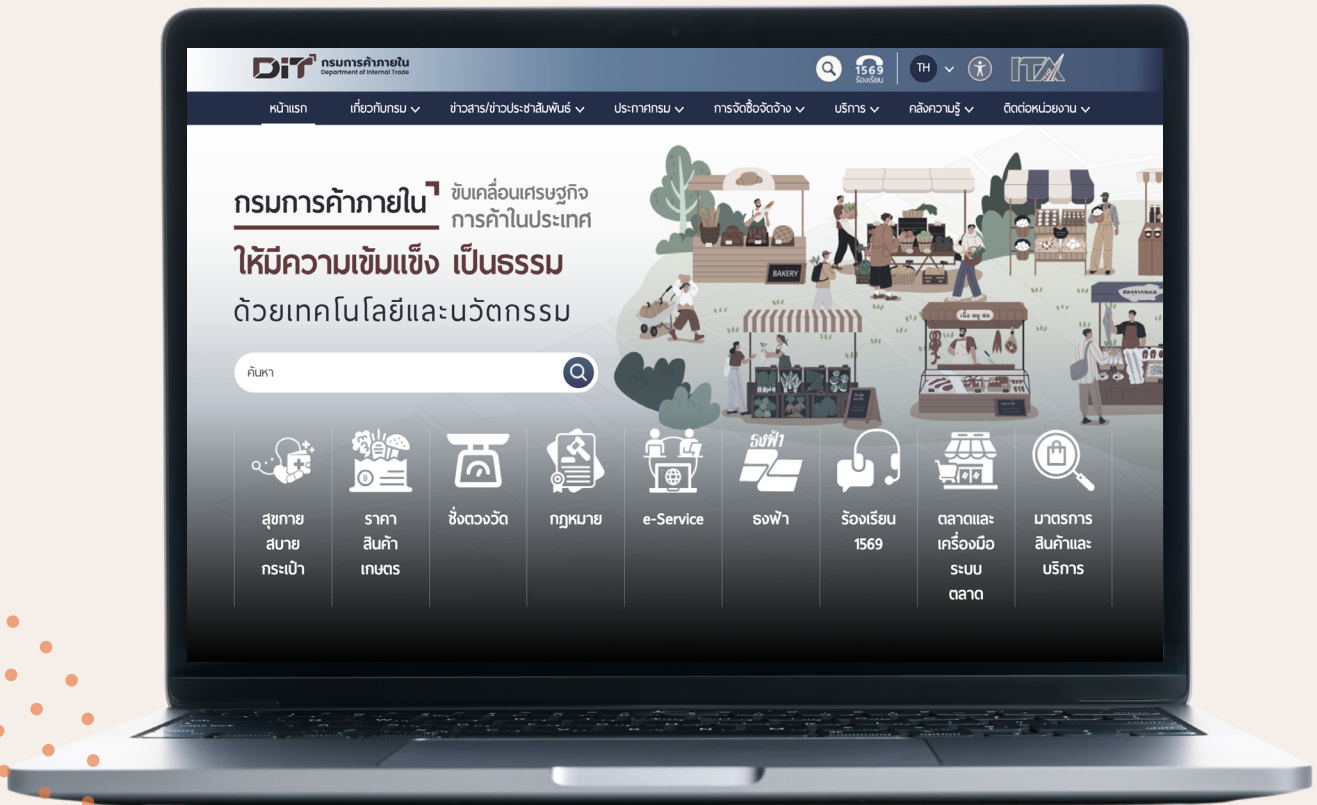 DiT กรมการค้าภายใน
Department of Internal Trade
1569
ร้องเรียน
TH
ITA
หน้าแรก เกี่ยวกับกรม ข่าวสาร/ข่าวประชาสัมพันธ์ ประกาศกรม การจัดซื้อจัดจ้าง บริการ คลังความรู้ ติดต่อหน่วยงาน
กรมการค้าภายใน ขับเคลื่อนเศรษฐกิจ
การค้าในประเทศ
ให้มีความเข้มแข็ง เป็นธรรม
ด้วยเทคโนโลยีและนวัตกรรม
ค้นหา
BAKERY
เนื้อ หมู สด
สุขกาย
สบาย
กระเป๋า
ราคา
สินค้า
เกษตร
ชั่งตวงวัด
กฎหมาย
e-Service
ธงฟ้า
ธงฟ้า
ร้องเรียน
1569
ตลาดและ
เครื่องมือ
ระบบ
ตลาด
มาตรการ
สินค้าและ
บริการ